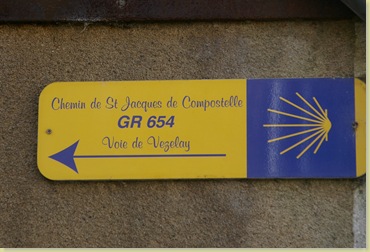 Chemin de St Jacques de Compostelle
GR 654
Voie de Vezelay